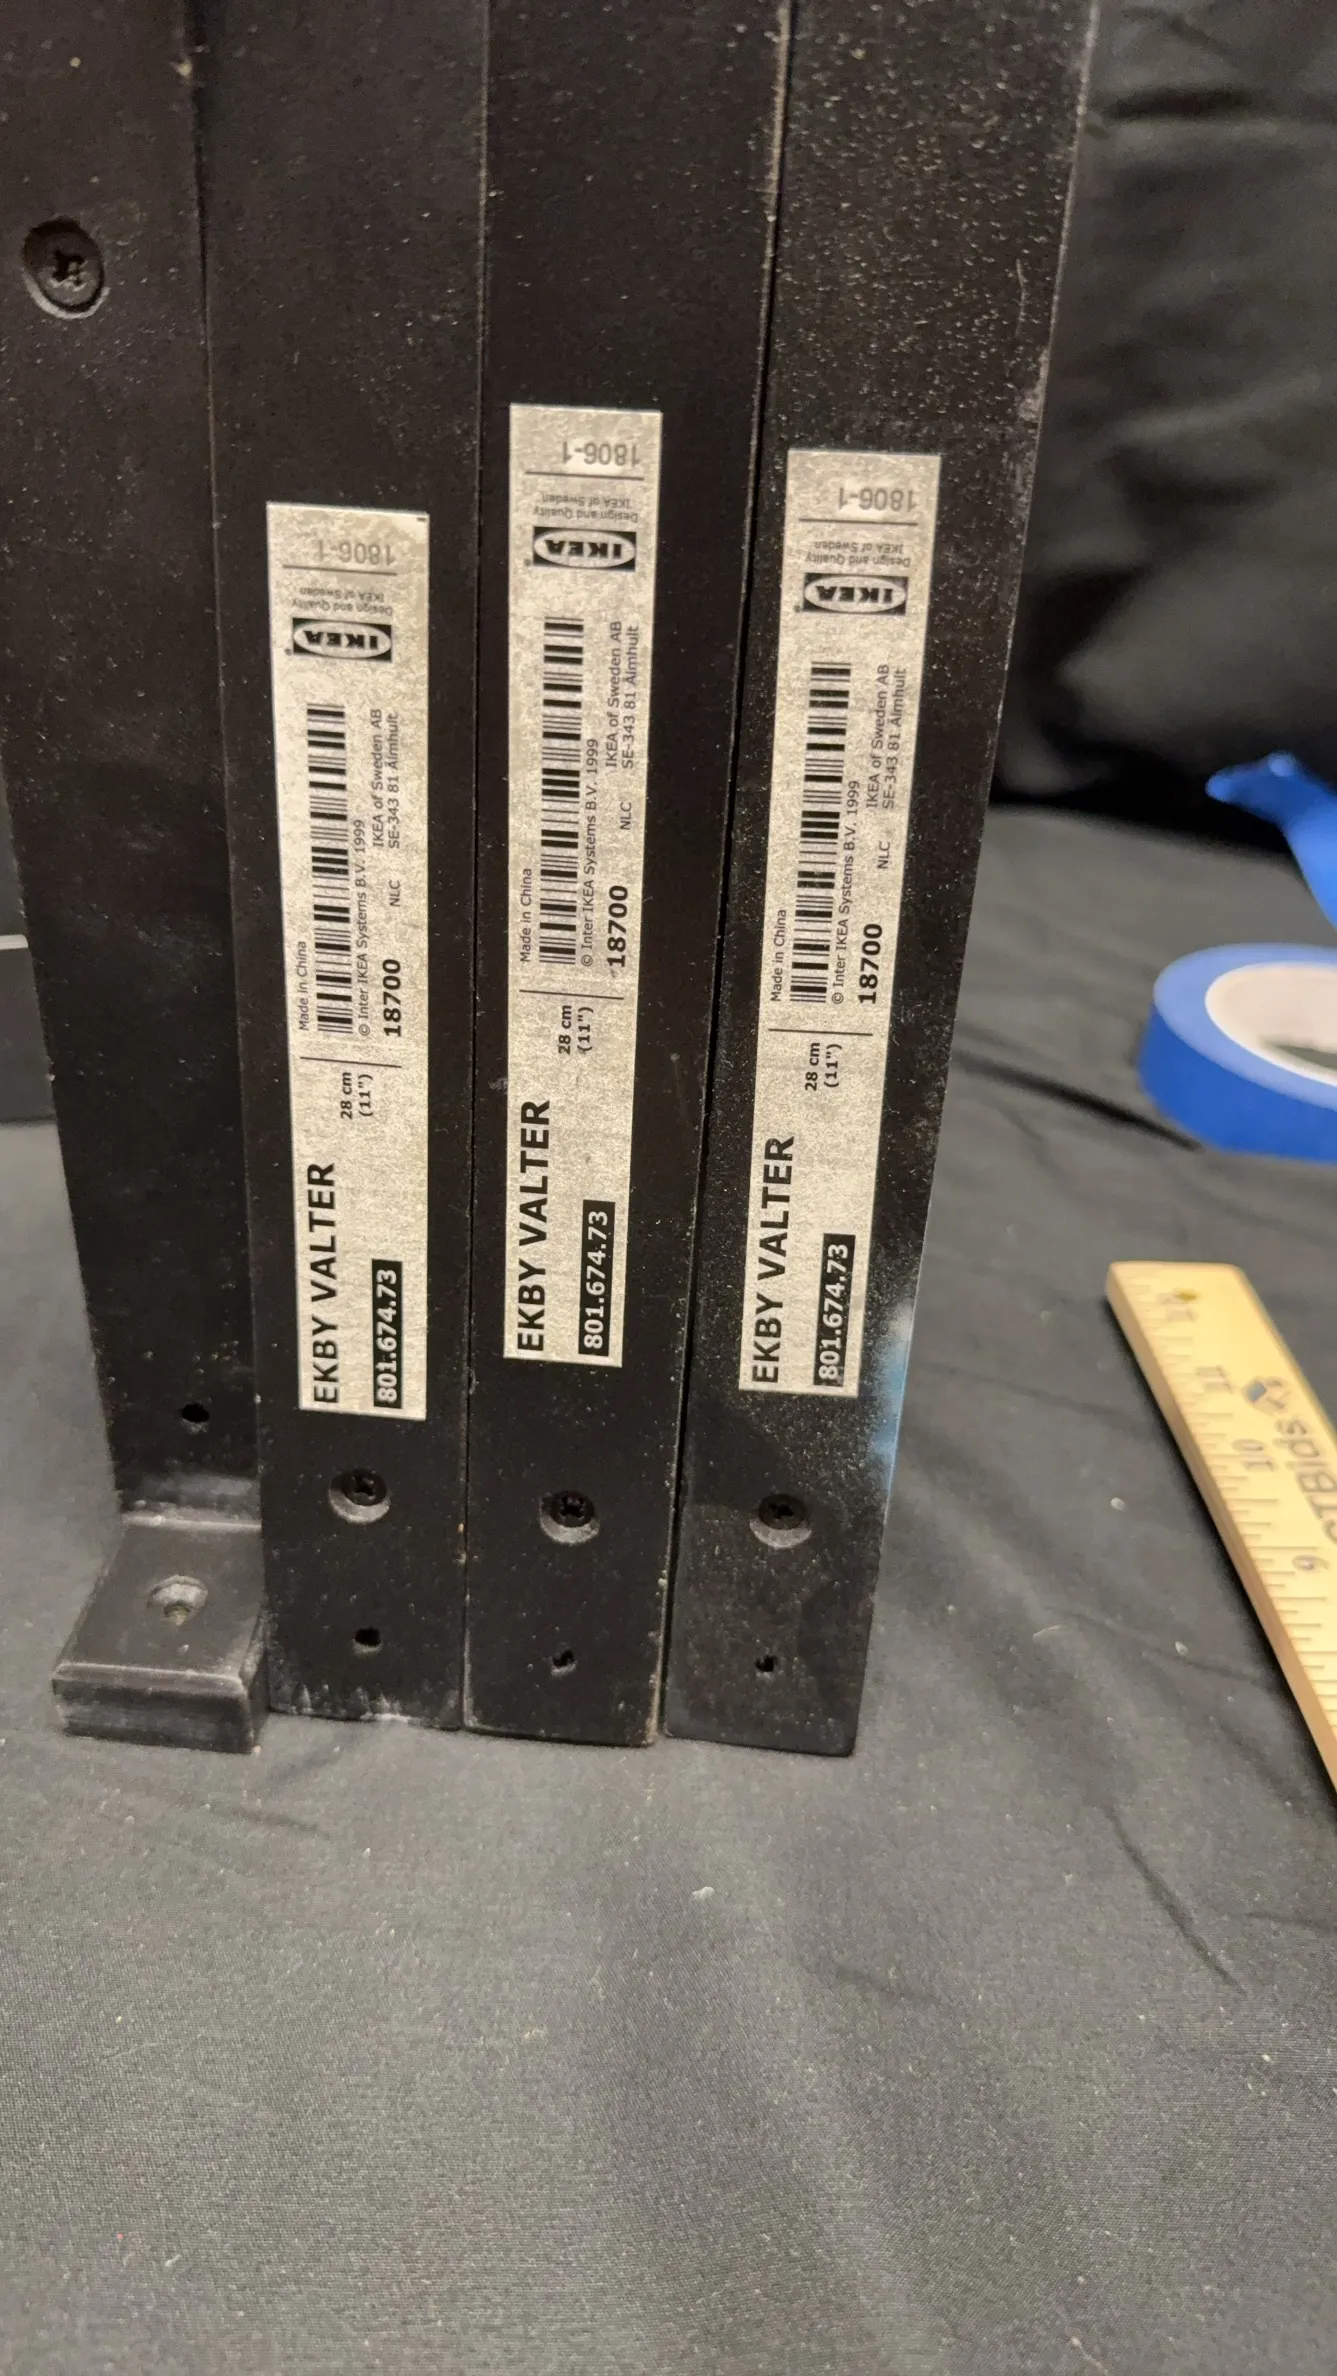 EKBY VALTER
801.674.73
28 cm
(11")
Made in China
© Inter IKEA Systems B.V. 1999
18700
NLC
IKEA of Sweden AB
SE-343 81 Älmhult
IKEA
Design and Quality
IKEA of Sweden
1806-1
EKBY VALTER
801.674.73
28 cm
(11")
Made in China
© Inter IKEA Systems B.V. 1999
18700
NLC
IKEA of Sweden AB
SE-343 81 Älmhult
IKEA
Design and Quality
IKEA of Sweden
1806-1
EKBY VALTER
801.674.73
28 cm
(11")
Made in China
© Inter IKEA Systems B.V. 1999
18700
NLC
IKEA of Sweden AB
SE-343 81 Älmhult
IKEA
Design and Quality
IKEA of Sweden
1806-1
11
10
9